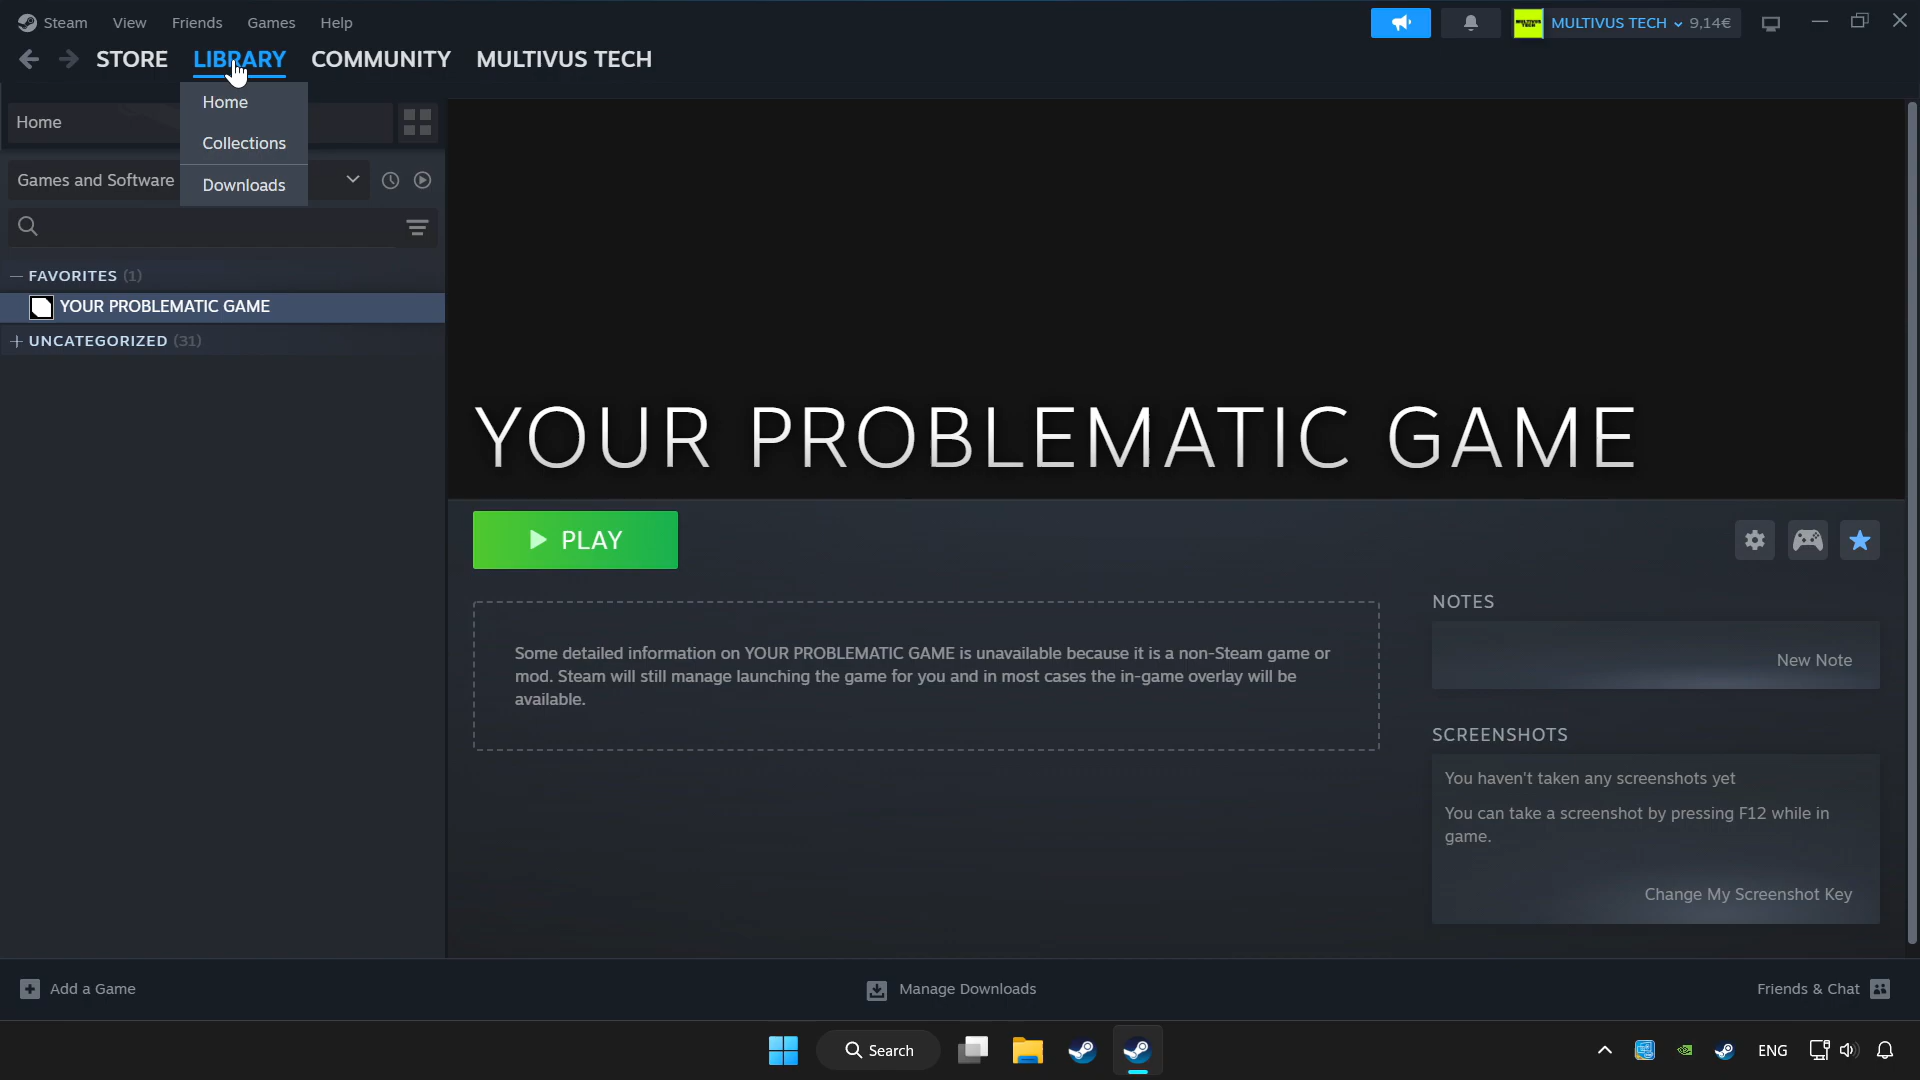 Steam View Friends Games Help
MULTIVUS TECH 9,14€
STORE LIBRARY COMMUNITY MULTIVUS TECH
Home
Collections
Downloads
Home
Games and Software
FAVORITES (1)
YOUR PROBLEMATIC GAME
UNCATEGORIZED (31)
YOUR PROBLEMATIC GAME
PLAY
Some detailed information on YOUR PROBLEMATIC GAME is unavailable because it is a non-Steam game or
mod. Steam will still manage launching the game for you and in most cases the in-game overlay will be
available.
NOTES
New Note
SCREENSHOTS
You haven't taken any screenshots yet
You can take a screenshot by pressing F12 while in
game.
Change My Screenshot Key
Add a Game
Manage Downloads
Friends & Chat
Search
ENG